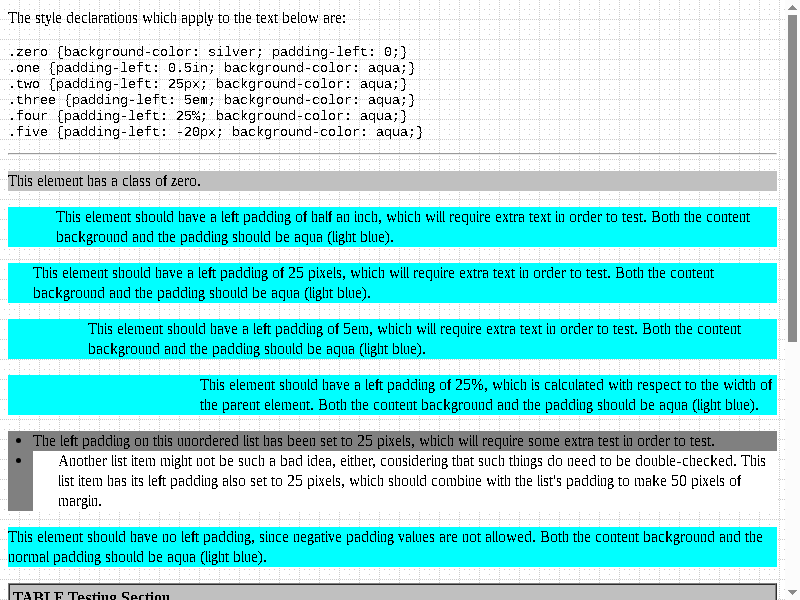 The style declarations which apply to the text below are:
.zero {background-color: silver; padding-left: 0;}
.one {padding-left: 0.5in; background-color: aqua;}
.two {padding-left: 25px; background-color: aqua;}
.three {padding-left: 5em; background-color: aqua;}
.four {padding-left: 25%; background-color: aqua;}
.five {padding-left: -20px; background-color: aqua;}
This element has a class of zero.
This element should have a left padding of half an inch, which will require extra text in order to test. Both the content
background and the padding should be aqua (light blue).
This element should have a left padding of 25 pixels, which will require extra text in order to test. Both the content
background and the padding should be aqua (light blue).
This element should have a left padding of 5em, which will require extra text in order to test. Both the content
background and the padding should be aqua (light blue).
This element should have a left padding of 25%, which is calculated with respect to the width of
the parent element. Both the content background and the padding should be aqua (light blue).
• The left padding on this unordered list has been set to 25 pixels, which will require some extra test in order to test.
• Another list item might not be such a bad idea, either, considering that such things do need to be double-checked. This
list item has its left padding also set to 25 pixels, which should combine with the list's padding to make 50 pixels of
margin.
This element should have no left padding, since negative padding values are not allowed. Both the content background and the
normal padding should be aqua (light blue).
TABLE Testing Section